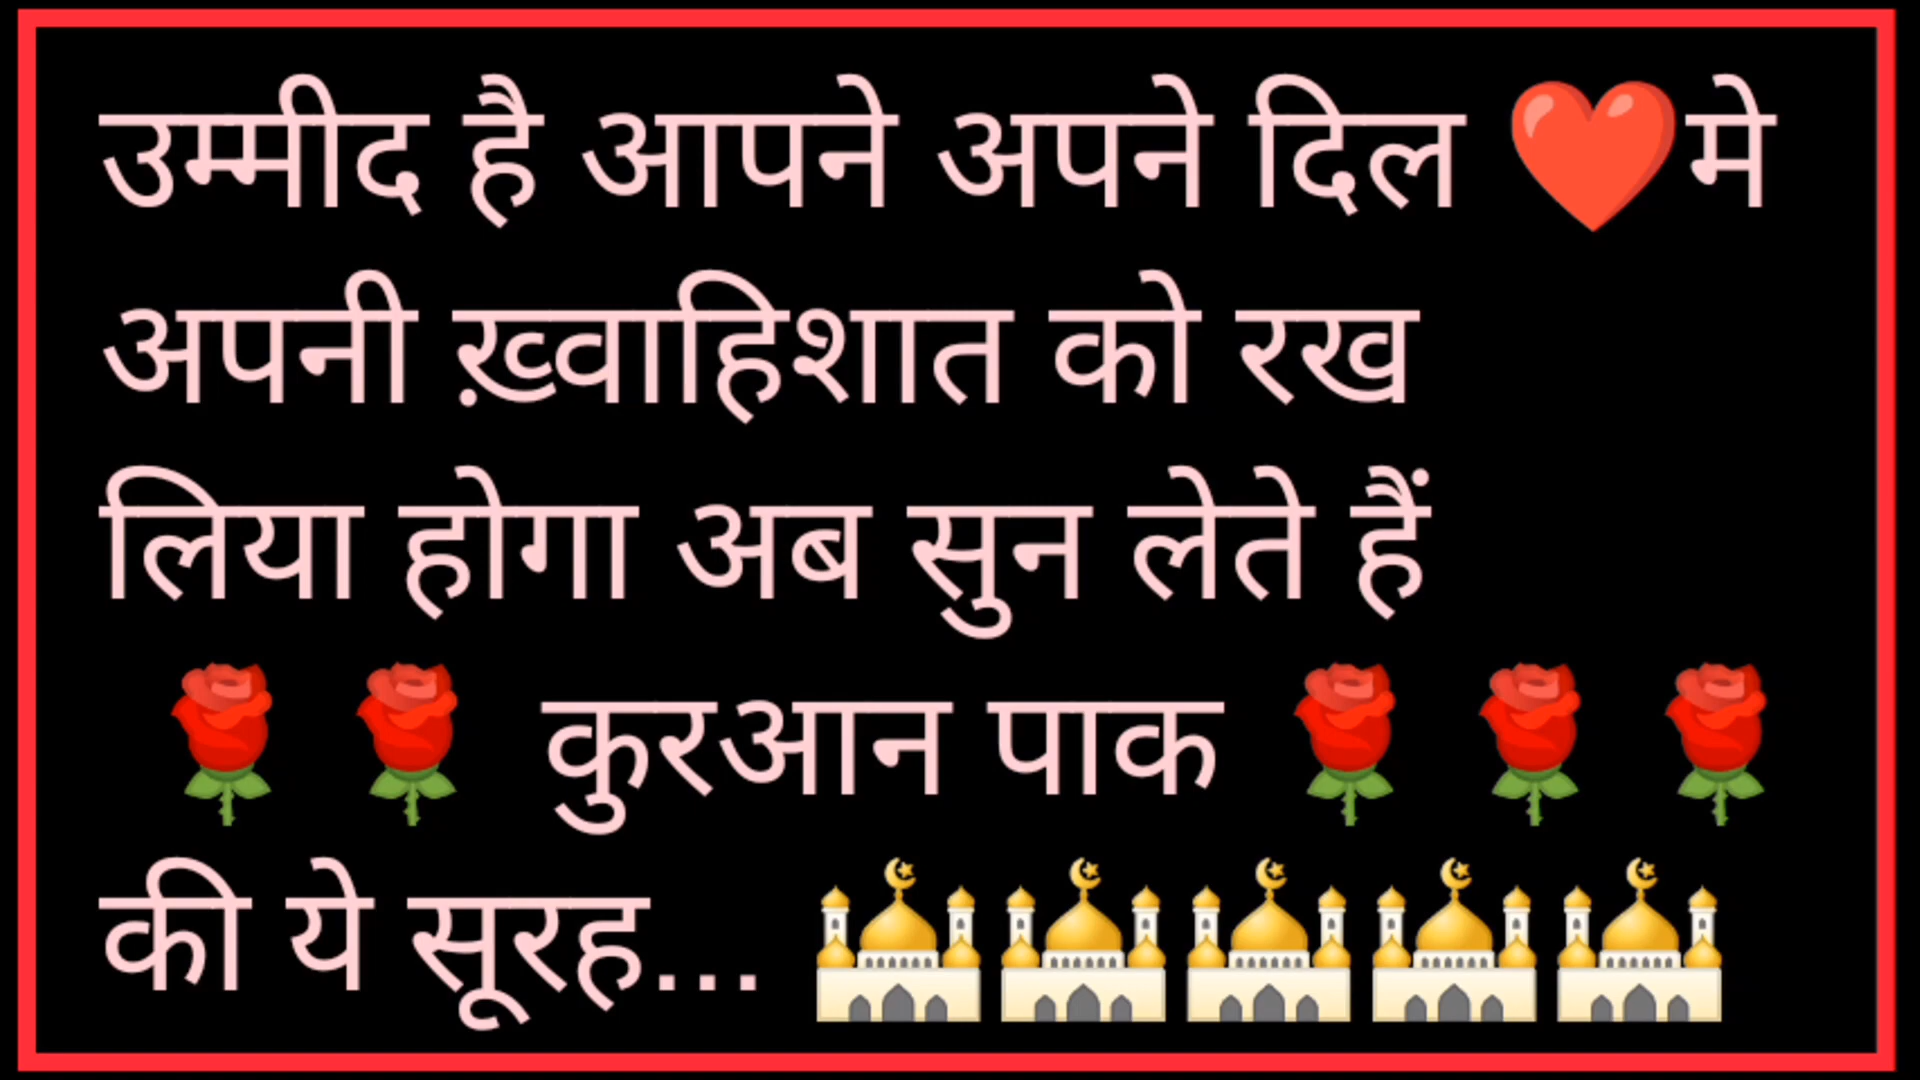 उम्मीद है आपने अपने दिल ❤️मे
अपनी ख़्वाहिशात को रख
लिया होगा अब सुन लेते हैं
🌹 🌹 कुरआन पाक 🌹 🌹 🌹
की ये सूरह... 🕌🕌🕌🕌🕌